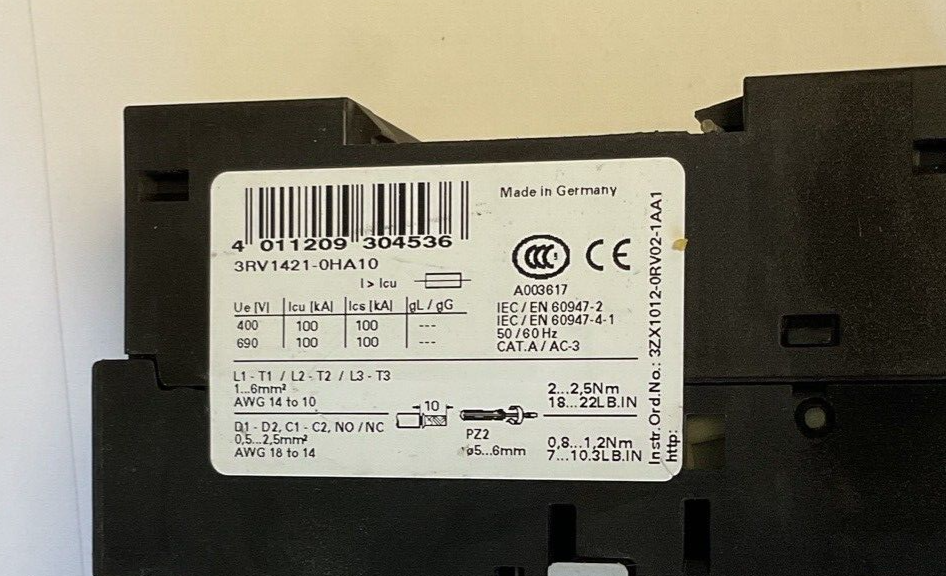 4 011209 304536
3RV1421-0HA10
I > Icu
Ue [V] Icu [kA] Ics [kA] gL / gG
400 100 100 ---
690 100 100 ---
Made in Germany
CCC CE
A003617
IEC / EN 60947-2
IEC / EN 60947-4-1
50 / 60 Hz
CAT.A / AC-3
L1 - T1 / L2 - T2 / L3 - T3
1...6mm²
AWG 14 to 10
2...2,5Nm
18...22LB.IN
D1 - D2, C1 - C2, NO / NC
0,5...2,5mm²
AWG 18 to 14
10
PZ2
ø5...6mm
0,8...1,2Nm
7...10.3LB.IN
Instr. Ord.No.: 3ZX1012-0RV02-1AA1
http: